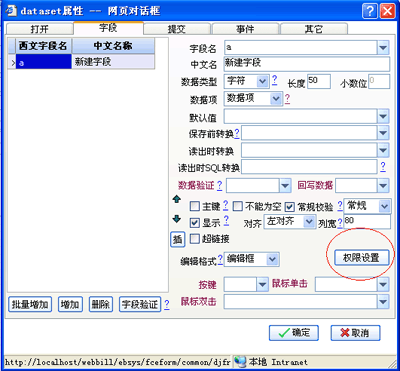 dataset属性 -- 网页对话框
打开 字段 提交 事件 其它
西文字段名 中文名称
a 新建字段
字段名 a
中文名 新建字段
数据类型 字符 ? 长度 50 小数位 0
数据项 数据项 ?
默认值
保存前转换?
读出时转换
读出时SQL转换?
数据验证? 回写数据
主键? 不能为空 常规校验? 常规
显示? 对齐 左对齐 列宽? 80
插 超链接
编辑格式? 编辑框 权限设置
按键 鼠标单击
鼠标双击
批量增加 增加 删除 字段验证 ?
确定 取消
http://localhost/webbill/ebsys/fceform/common/djfr 本地 Intranet